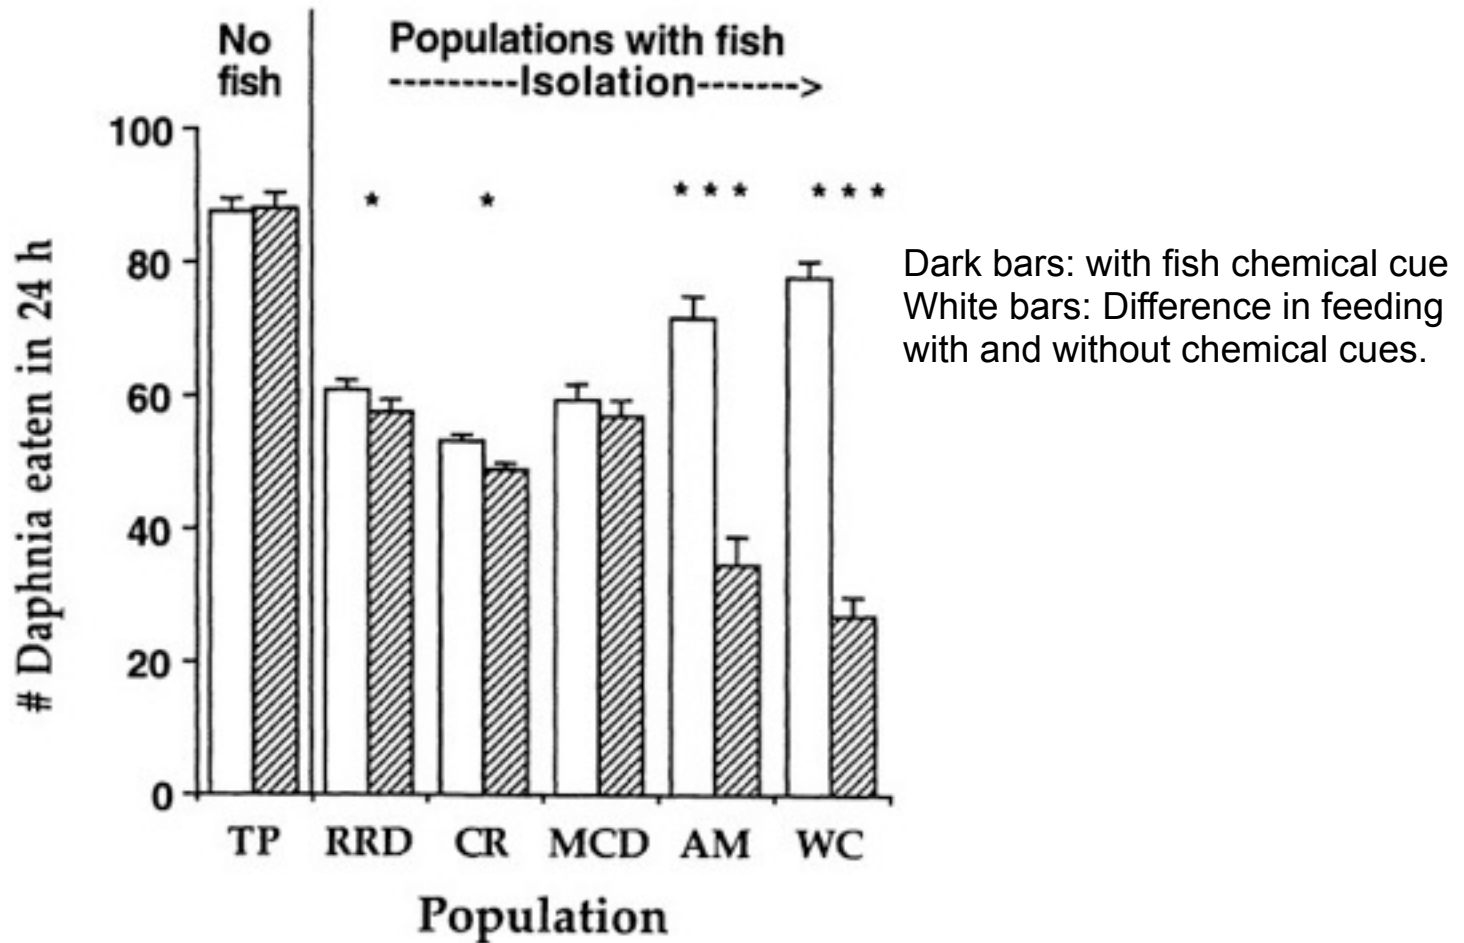 No
fish
Populations with fish
---------Isolation------->
100
80
60
40
20
0
# Daphnia eaten in 24 h
* * *** ***
TP RRD CR MCD AM WC
Population
Dark bars: with fish chemical cue
White bars: Difference in feeding
with and without chemical cues.